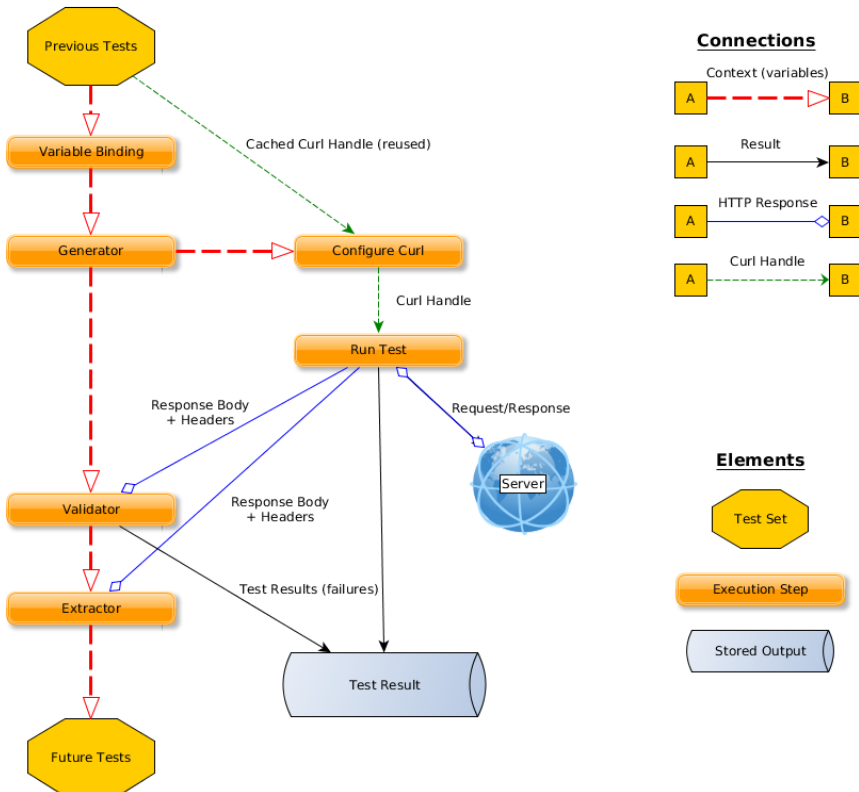 Previous Tests
Connections
Context (variables)
A
B
Cached Curl Handle (reused)
Variable Binding
Result
A
B
HTTP Response
A
B
Generator
Configure Curl
Curl Handle
A
B
Curl Handle
Run Test
Response Body
+ Headers
Request/Response
Elements
Server
Validator
Response Body
+ Headers
Test Set
Test Results (failures)
Execution Step
Extractor
Stored Output
Test Result
Future Tests